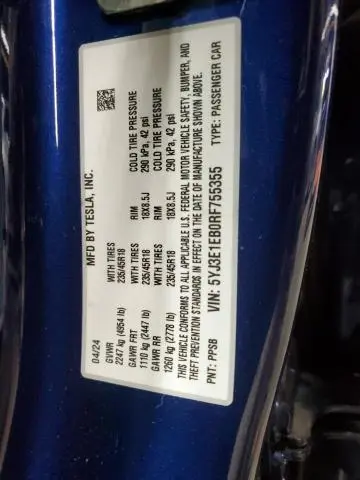 MFD BY TESLA, INC.
04/24
GVWR
2247 kg (4954 lb)
GAWR FRT WITH TIRES RIM COLD TIRE PRESSURE
1110 kg (2447 lb) 235/45R18 18X8.5J 290 kPa, 42 psi
GAWR RR WITH TIRES RIM COLD TIRE PRESSURE
1260 kg (2778 lb) 235/45R18 18X8.5J 290 kPa, 42 psi
THIS VEHICLE CONFORMS TO ALL APPLICABLE U.S. FEDERAL MOTOR VEHICLE SAFETY, BUMPER, AND
THEFT PREVENTION STANDARDS IN EFFECT ON THE DATE OF MANUFACTURE SHOWN ABOVE.
VIN: 5YJ3E1EB0RF755355 TYPE: PASSENGER CAR
PNT: PPSB